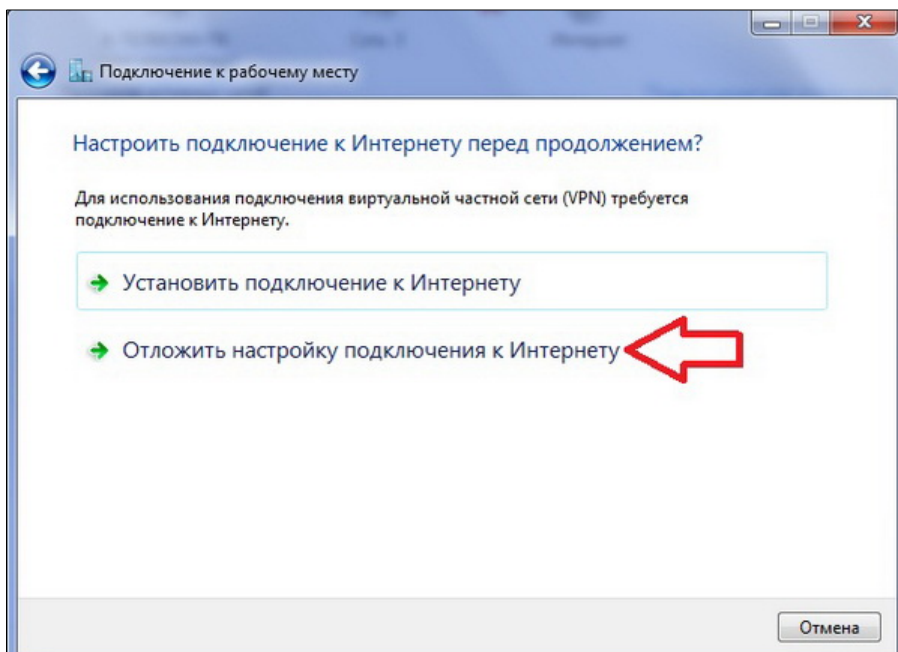 Подключение к рабочему месту
Настроить подключение к Интернету перед продолжением?
Для использования подключения виртуальной частной сети (VPN) требуется
подключение к Интернету.
Установить подключение к Интернету
Отложить настройку подключения к Интернету
Отмена